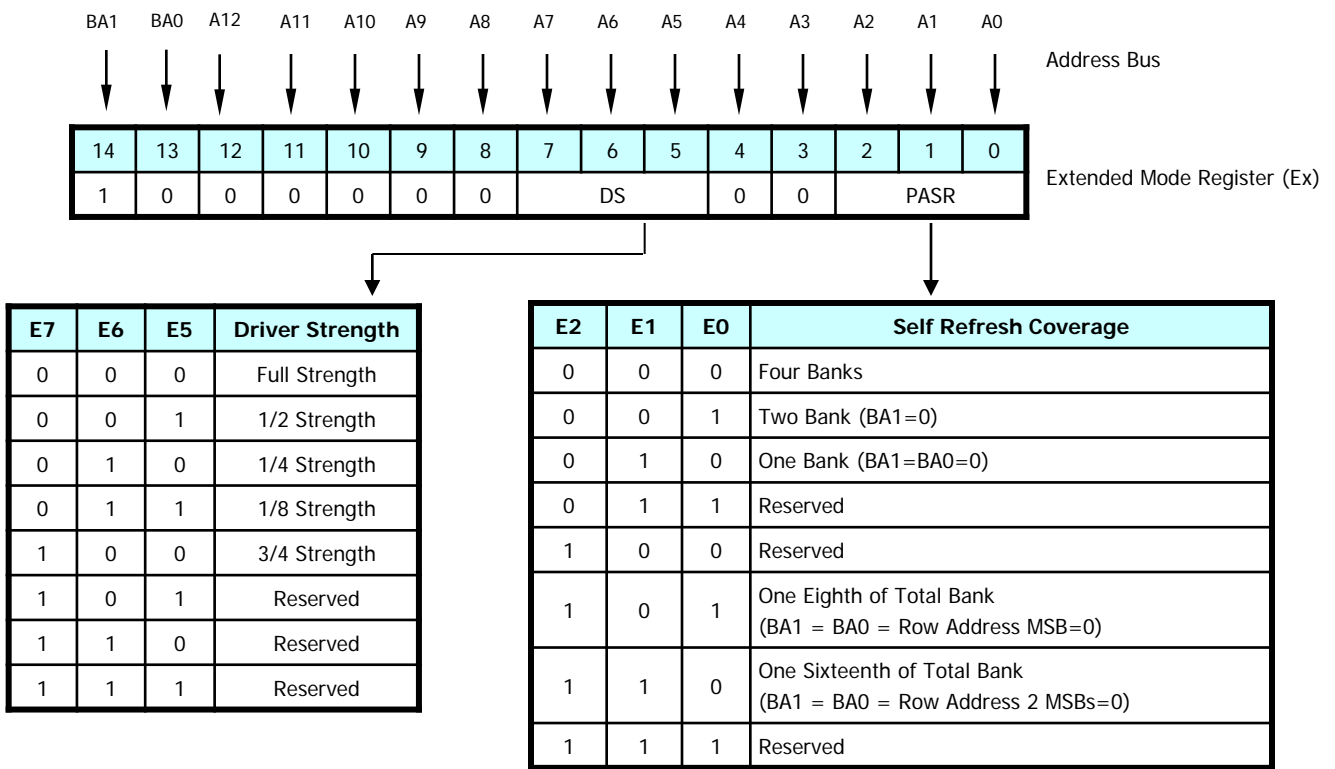 BA1 BA0 A12 A11 A10 A9 A8 A7 A6 A5 A4 A3 A2 A1 A0
Address Bus
14 13 12 11 10 9 8 7 6 5 4 3 2 1 0
1 0 0 0 0 0 0 DS 0 0 PASR
Extended Mode Register (Ex)
E7 E6 E5 Driver Strength
0 0 0 Full Strength
0 0 1 1/2 Strength
0 1 0 1/4 Strength
0 1 1 1/8 Strength
1 0 0 3/4 Strength
1 0 1 Reserved
1 1 0 Reserved
1 1 1 Reserved
E2 E1 E0 Self Refresh Coverage
0 0 0 Four Banks
0 0 1 Two Bank (BA1=0)
0 1 0 One Bank (BA1=BA0=0)
0 1 1 Reserved
1 0 0 Reserved
1 0 1 One Eighth of Total Bank
(BA1 = BA0 = Row Address MSB=0)
1 1 0 One Sixteenth of Total Bank
(BA1 = BA0 = Row Address 2 MSBs=0)
1 1 1 Reserved